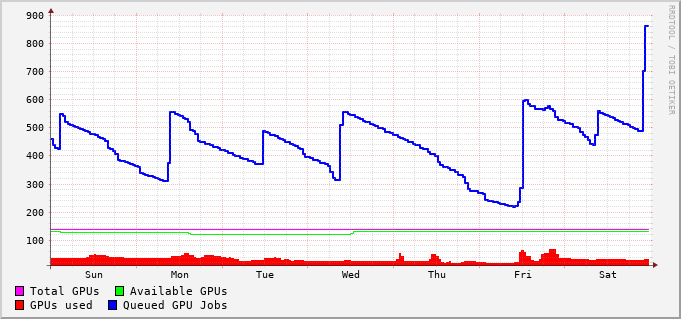 900
800
700
600
500
400
300
200
100
Sun Mon Tue Wed Thu Fri Sat
Total GPUs Available GPUs
GPUs used Queued GPU Jobs
RRDTOOL / TOBI OETIKER